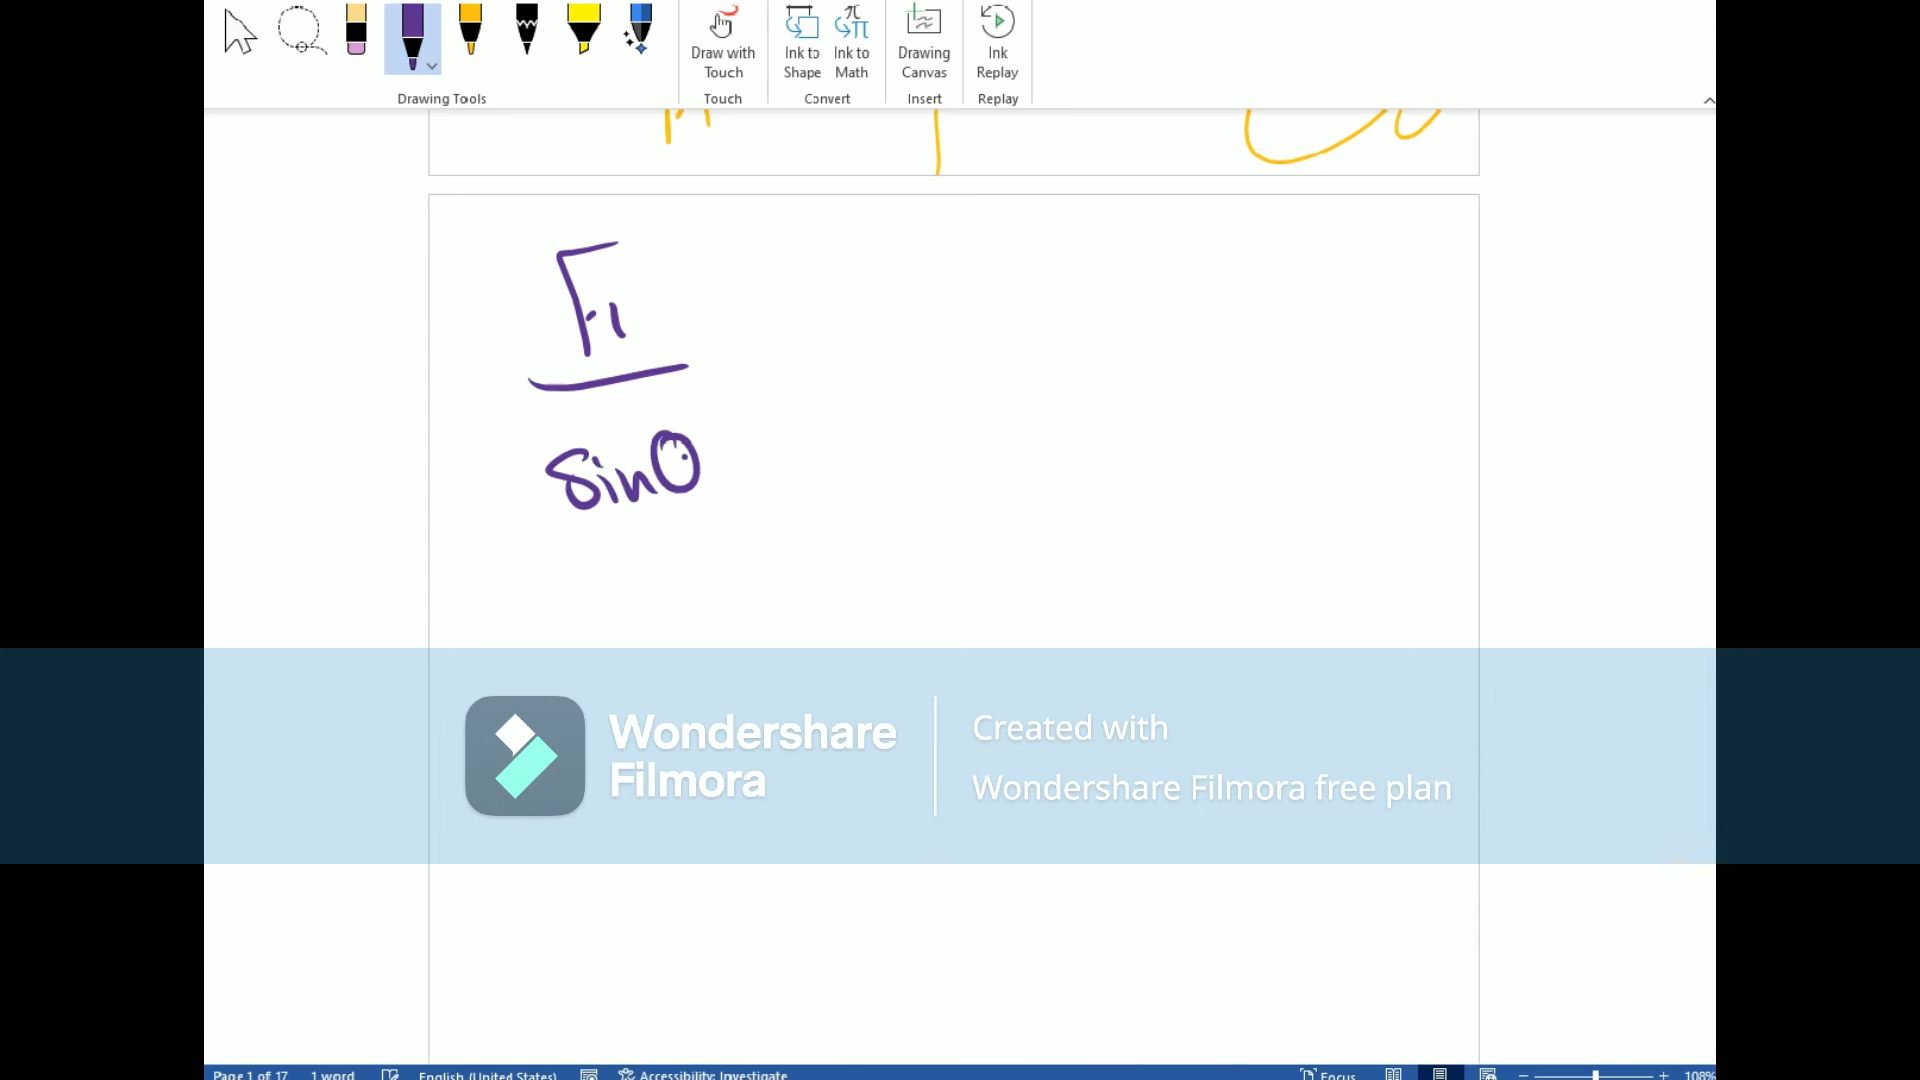 Draw with Touch
Ink to Shape
Ink to Math
Drawing Canvas
Ink Replay
Drawing Tools
Touch
Convert
Insert
Replay
F1
sinθ
Wondershare Filmora
Created with
Wondershare Filmora free plan
Page 1 of 17
1 word
English (United States)
Accessibility: Investigate
Focus
108%